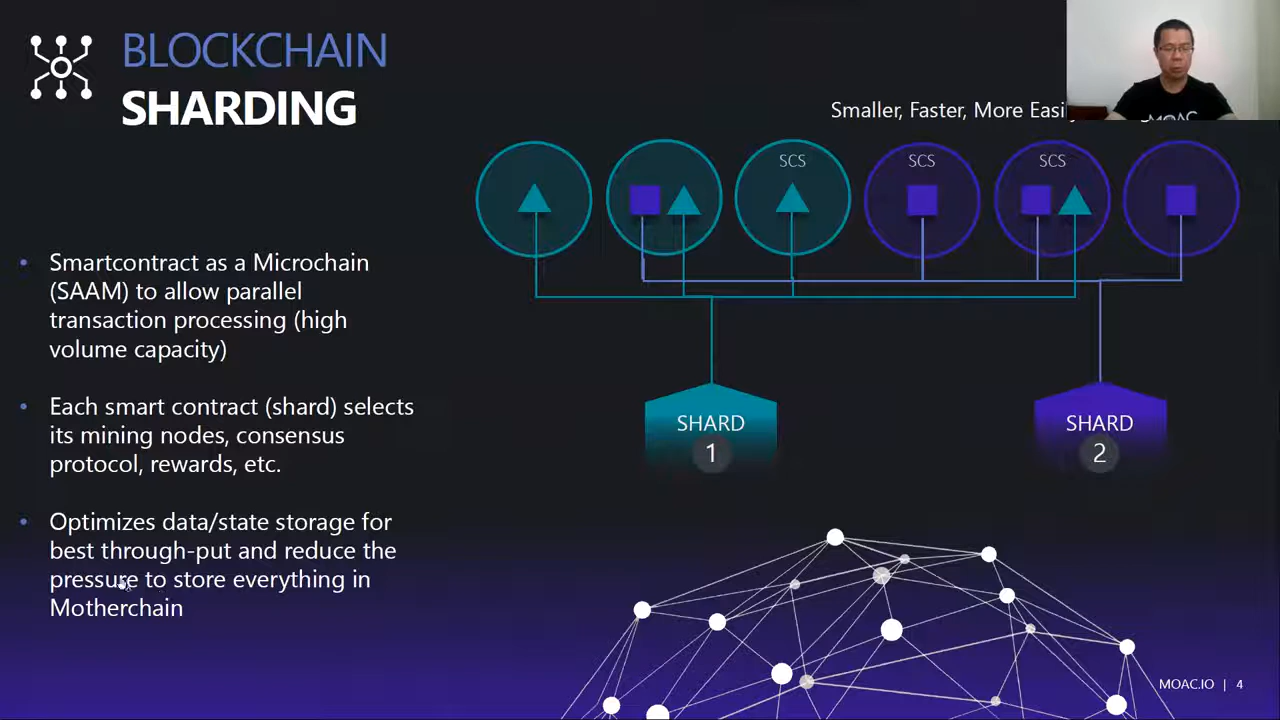 BLOCKCHAIN
SHARDING
Smaller, Faster, More
MOAC
SCS
SCS
SCS
Smartcontract as a Microchain
(SAAM) to allow parallel
transaction processing (high
volume capacity)
Each smart contract (shard) selects
its mining nodes, consensus
protocol, rewards, etc.
Optimizes data/state storage for
best through-put and reduce the
pressure to store everything in
Motherchain
SHARD
1
SHARD
2
MOAC.IO | 4